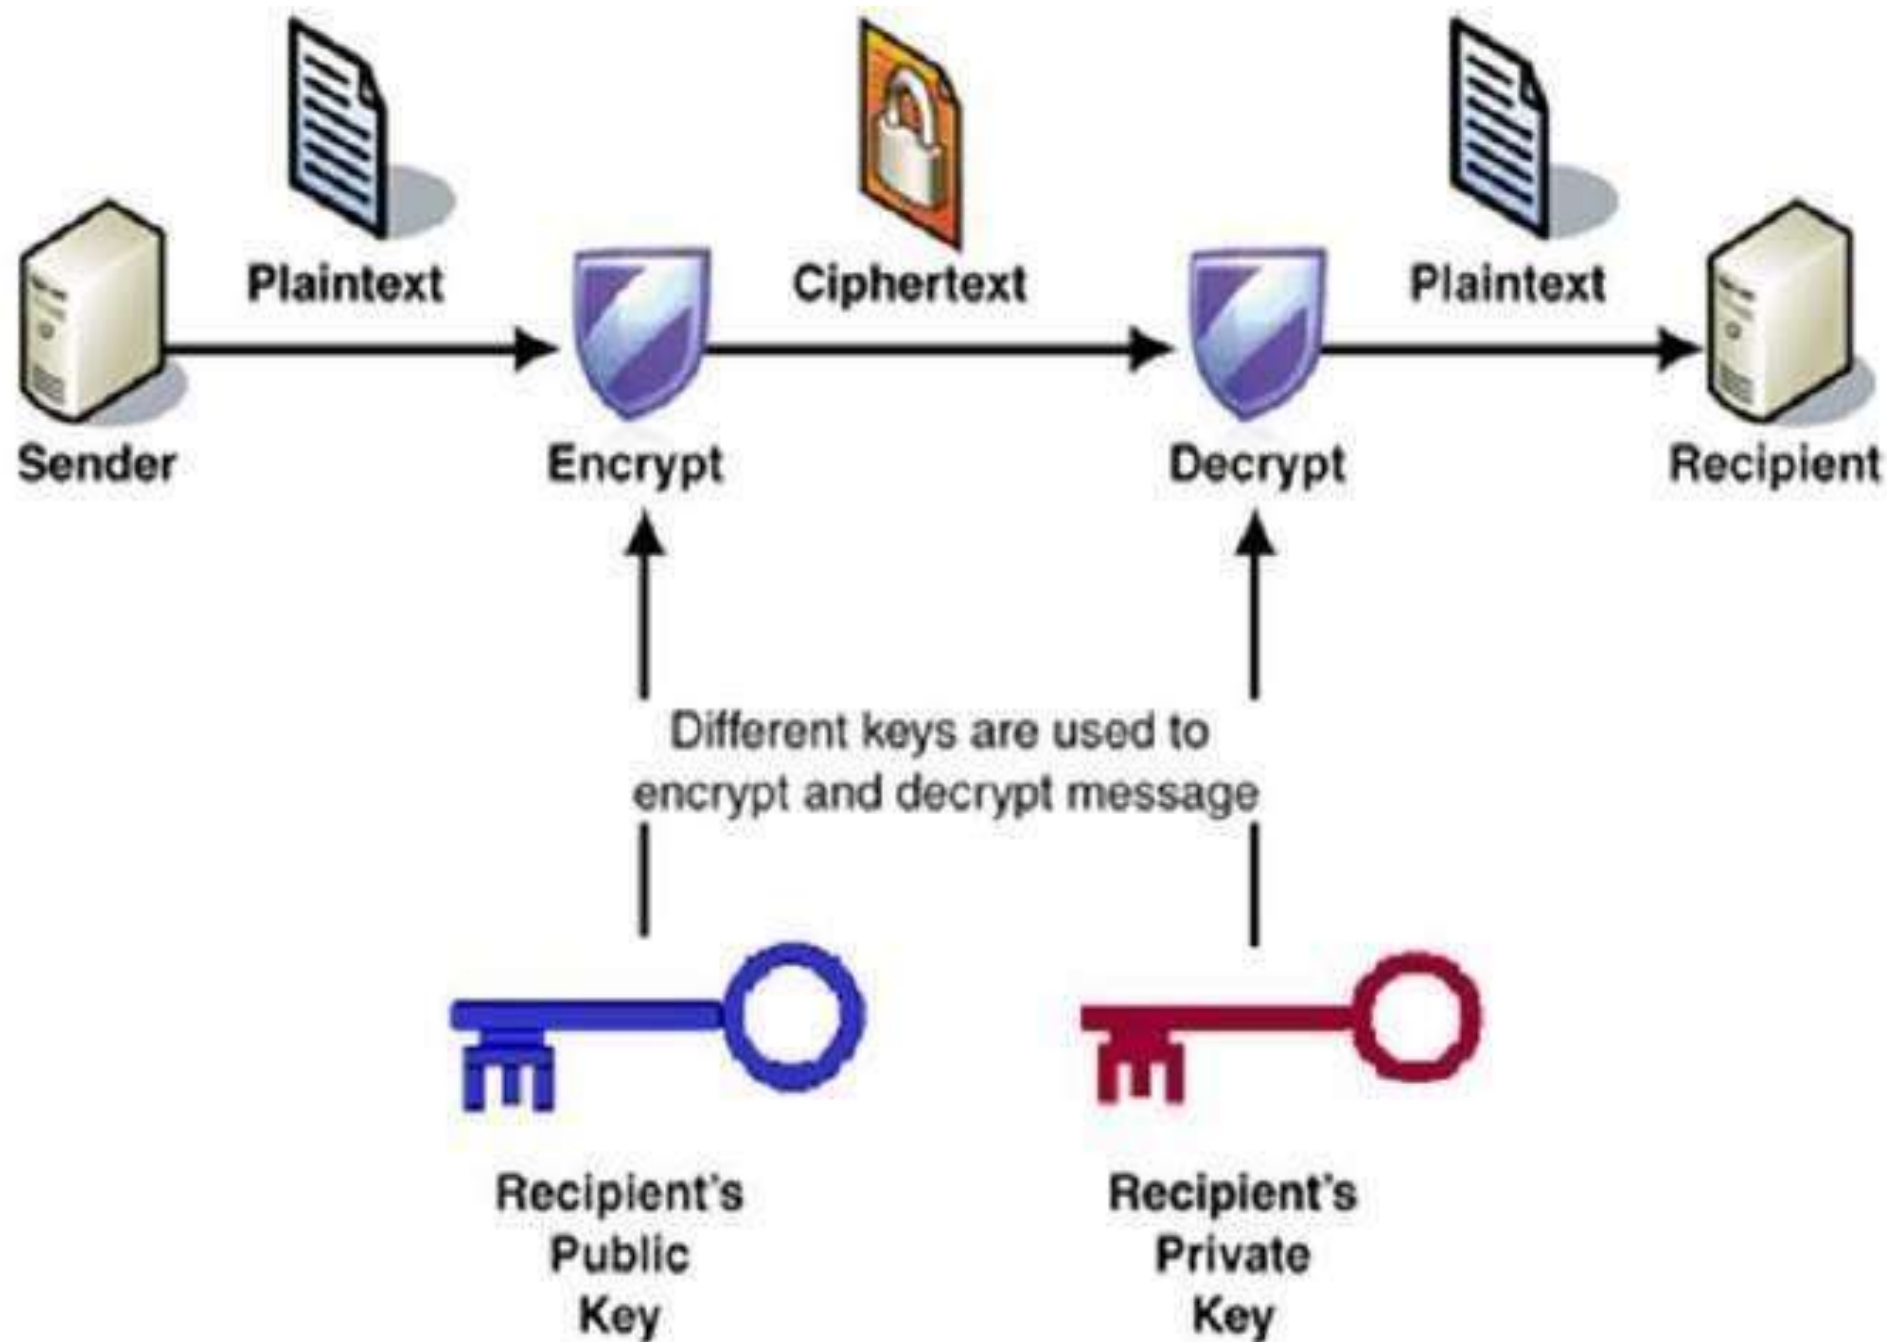 Plaintext
Ciphertext
Plaintext
Sender
Encrypt
Decrypt
Recipient
Different keys are used to
encrypt and decrypt message
Recipient's
Public
Key
Recipient's
Private
Key